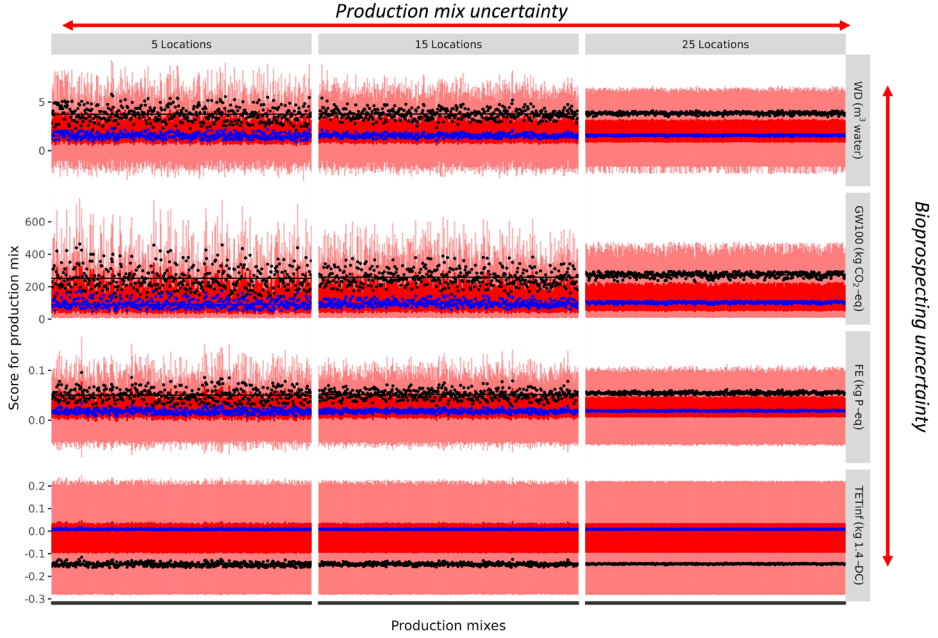 Production mix uncertainty
5 Locations
15 Locations
25 Locations
Score for production mix
5
0
WD (m³ water)
600
400
200
0
GW100 (kg CO₂−eq)
0.1
0.0
FE (kg P−eq)
0.2
0.1
0.0
-0.1
-0.2
-0.3
TETinf (kg 1.4−DC)
Bioprospecting uncertainty
Production mixes